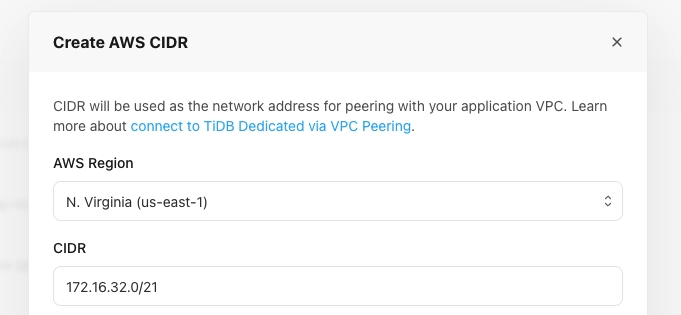 Create AWS CIDR
CIDR will be used as the network address for peering with your application VPC. Learn
more about connect to TiDB Dedicated via VPC Peering.
AWS Region
N. Virginia (us-east-1)
CIDR
172.16.32.0/21